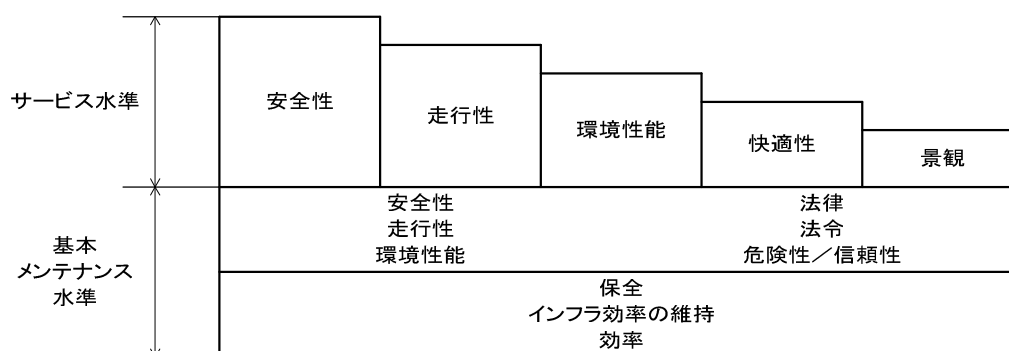 サービス水準
安全性
走行性
環境性能
快適性
景観
基本
メンテナンス
水準
安全性
走行性
環境性能
法律
法令
危険性／信頼性
保全
インフラ効率の維持
効率